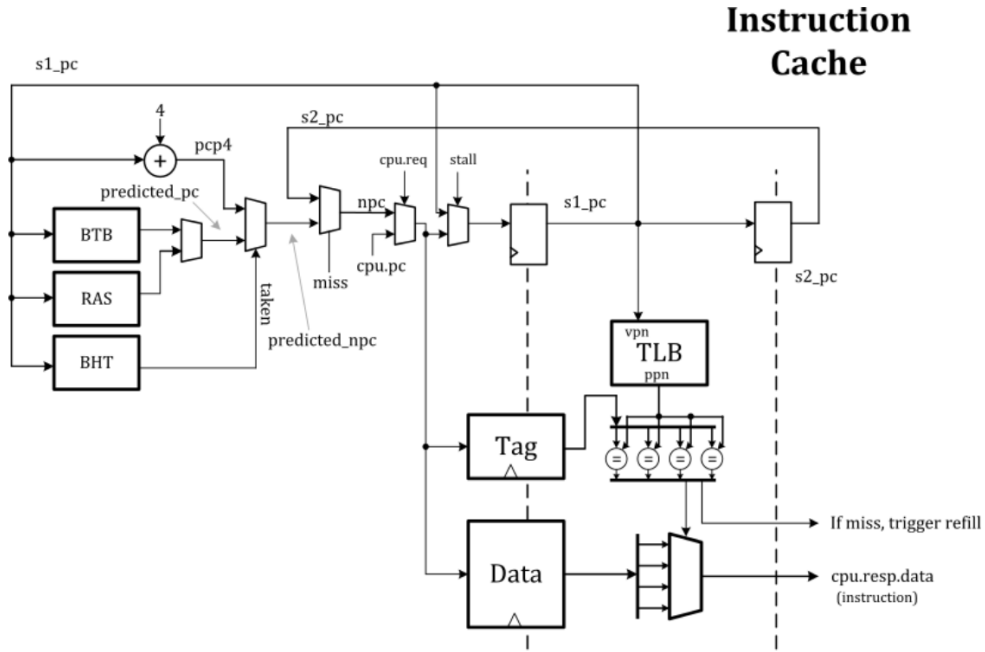 Instruction
Cache
s1_pc
4
s2_pc
+
pcp4
cpu.req
stall
predicted_pc
npc
s1_pc
BTB
cpu.pc
miss
s2_pc
RAS
taken
predicted_npc
BHT
vpn
TLB
ppn
Tag
= = = =
If miss, trigger refill
Data
cpu.resp.data
(instruction)